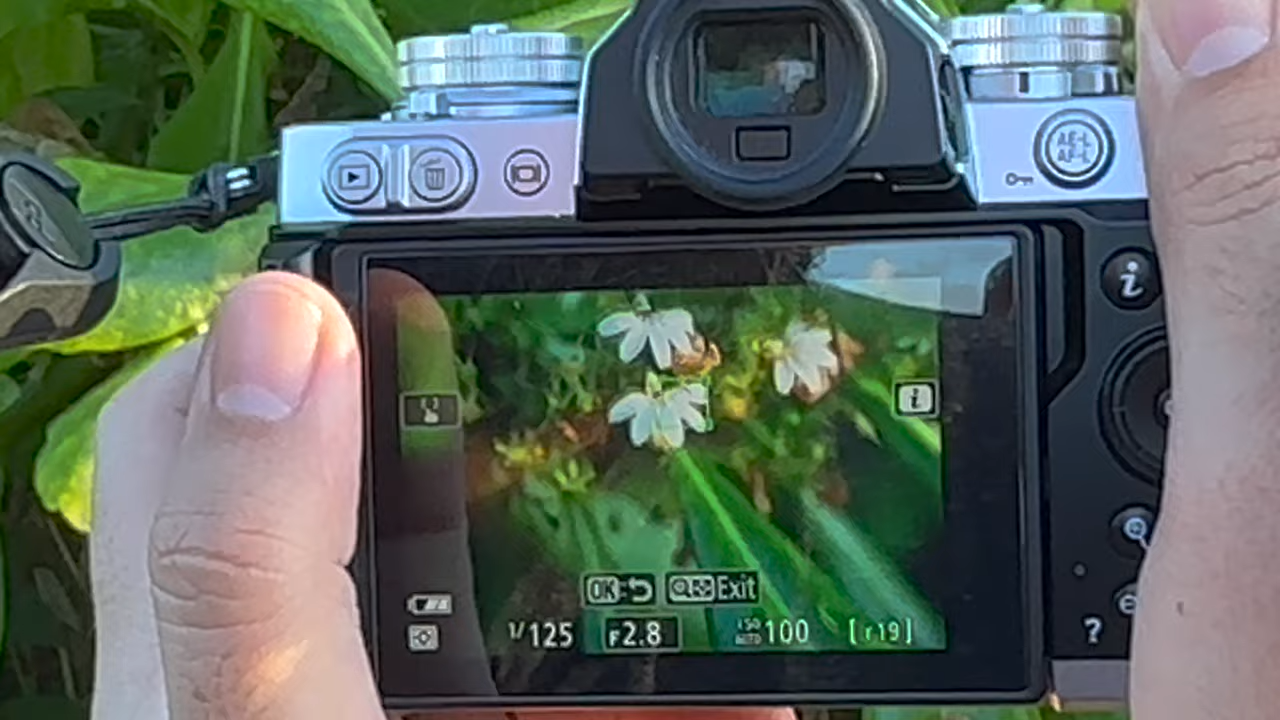 AE-L
AF-L
i
i
OK Exit
1/125 F2.8 ISO AUTO 100 [r19]
?